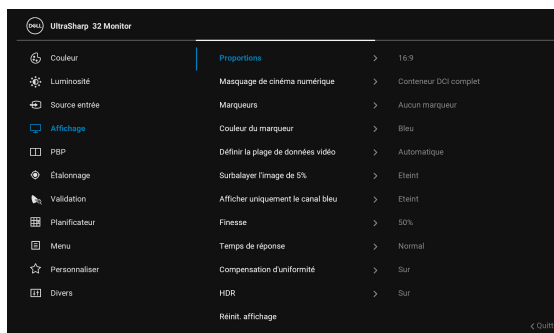 DELL UltraSharp 32 Monitor
Couleur Proportions > 16:9
Luminosité Masquage de cinéma numérique > Conteneur DCI complet
Source entrée Marqueurs > Aucun marqueur
Affichage Couleur du marqueur > Bleu
PBP Définir la plage de données vidéo > Automatique
Étalonnage Surbalayer l'image de 5% > Eteint
Validation Afficher uniquement le canal bleu > Eteint
Planificateur Finesse > 50%
Menu Temps de réponse > Normal
Personnaliser Compensation d'uniformité > Sur
Divers HDR > Sur
Réinit. affichage
< Quitt